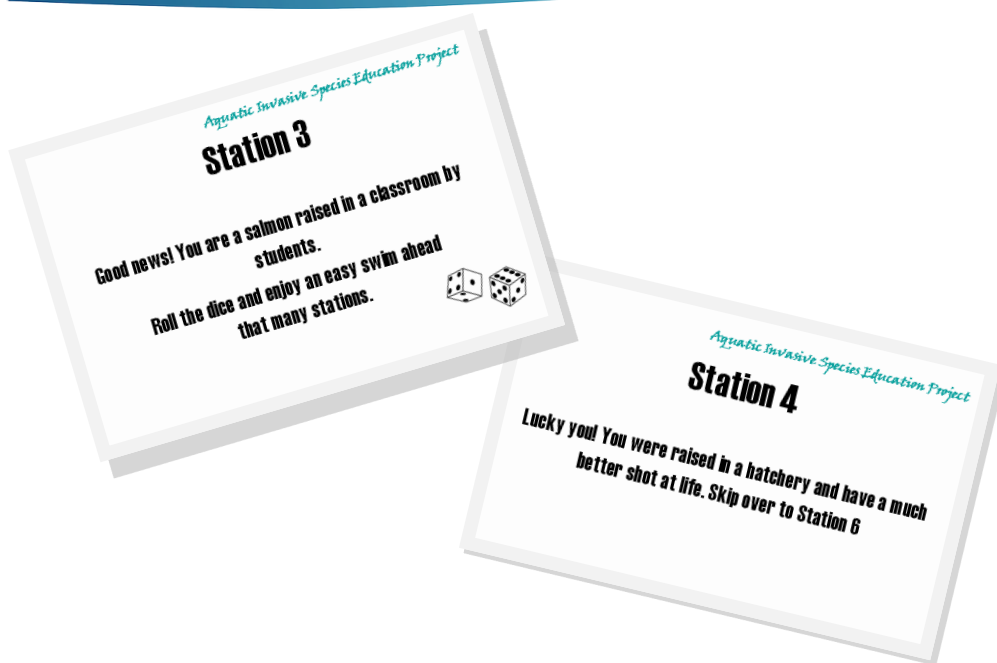 Aquatic Invasive Species Education Project
Station 3
Good news! You are a salmon raised in a classroom by
students.
Roll the dice and enjoy an easy swim ahead
that many stations.
Aquatic Invasive Species Education Project
Station 4
Lucky you! You were raised in a hatchery and have a much
better shot at life. Skip over to Station 6